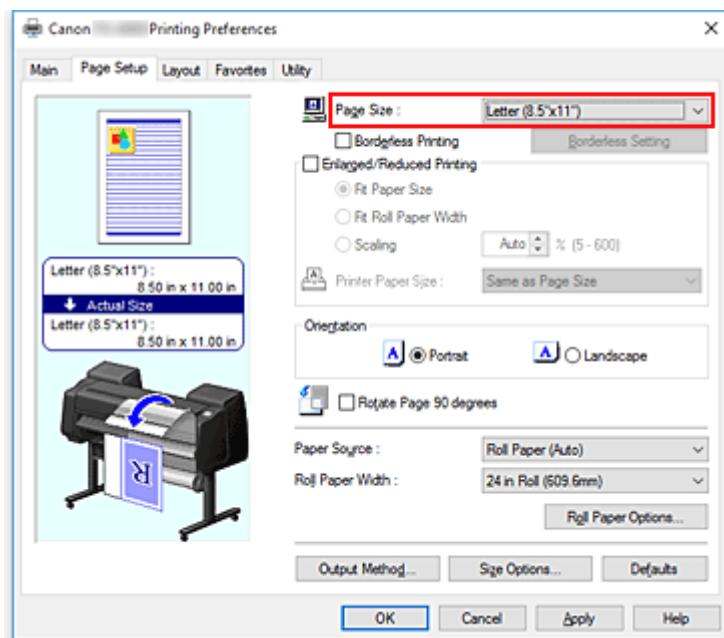 Canon Printing Preferences
Main Page Setup Layout Favorites Utility
Page Size : Letter (8.5"x11")
Borderless Printing Borderless Setting
Enlarged/Reduced Printing
Fit Paper Size
Fit Roll Paper Width
Scaling Auto % (5 - 600)
Printer Paper Size : Same as Page Size
Letter (8.5"x11") :
8.50 in x 11.00 in
Actual Size
Letter (8.5"x11") :
8.50 in x 11.00 in
Orientation
A Portrait A Landscape
Rotate Page 90 degrees
R
Paper Source : Roll Paper (Auto)
Roll Paper Width : 24 in Roll (609.6mm)
Roll Paper Options...
Output Method... Size Options... Defaults
OK Cancel Apply Help